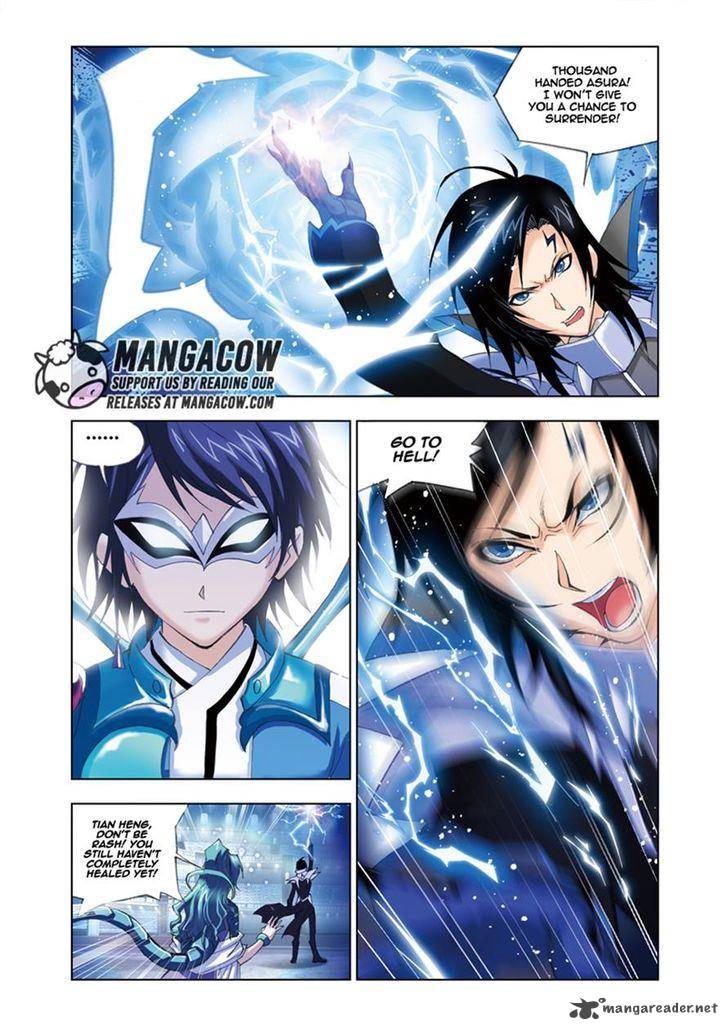 THOUSAND
HANDED ASURA!
I WON'T GIVE
YOU A CHANCE TO
SURRENDER!
MANGACOW
SUPPORT US BY READING OUR
RELEASES AT MANGACOW.COM
......
GO TO
HELL!
TIAN HENG,
DON'T BE
RASH! YOU
STILL HAVEN'T
COMPLETELY
HEALED YET!
mangareader.net